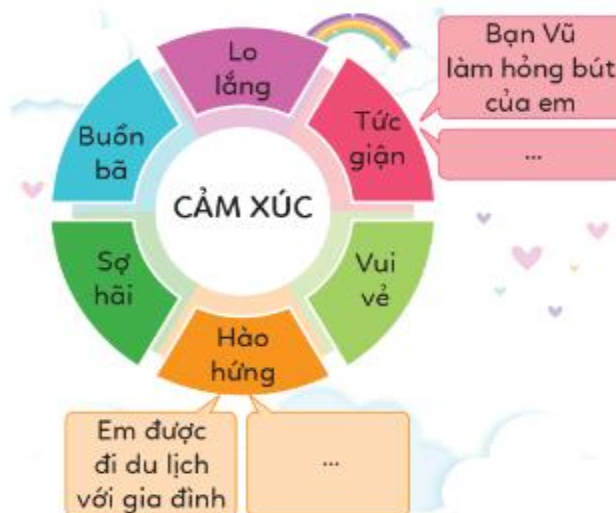 Lo
lắng
Bạn Vũ
làm hỏng bút
của em
Tức
giận
...
Buồn
bã
CẢM XÚC
Sợ
hãi
Vui
vẻ
Hào
hứng
Em được
đi du lịch
với gia đình
...